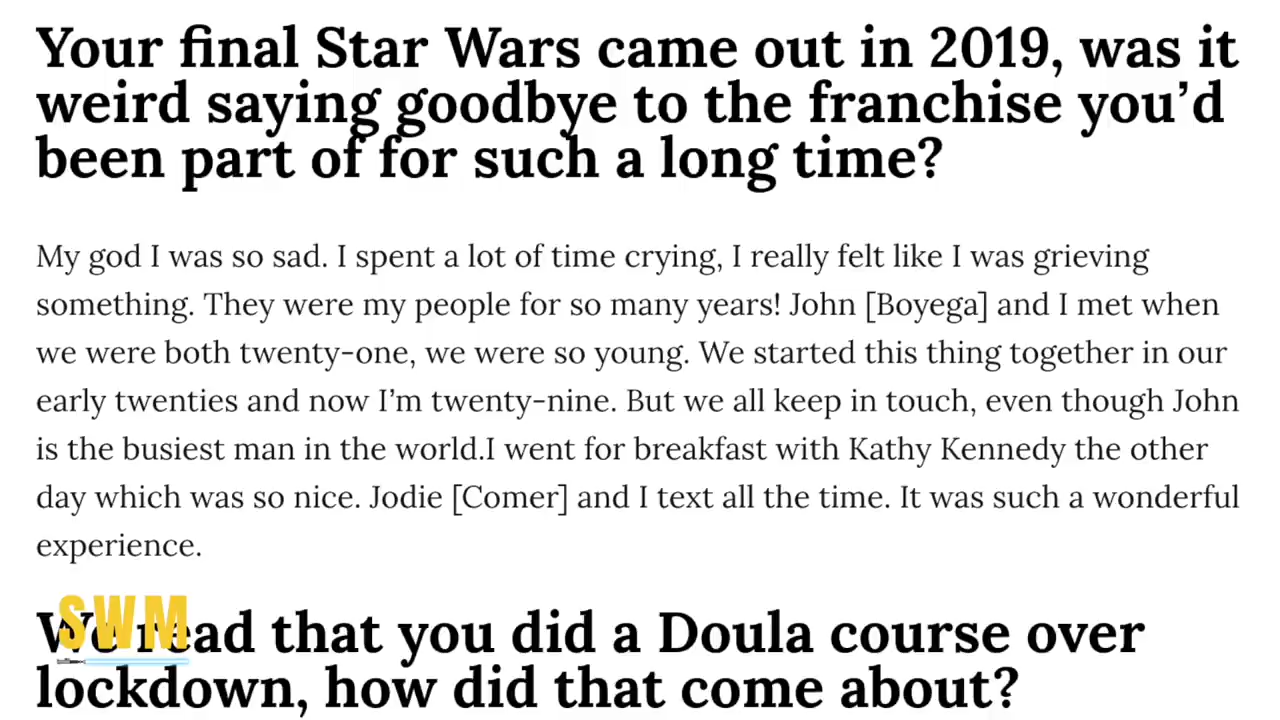 Your final Star Wars came out in 2019, was it
weird saying goodbye to the franchise you’d
been part of for such a long time?
My god I was so sad. I spent a lot of time crying, I really felt like I was grieving
something. They were my people for so many years! John [Boyega] and I met when
we were both twenty-one, we were so young. We started this thing together in our
early twenties and now I’m twenty-nine. But we all keep in touch, even though John
is the busiest man in the world.I went for breakfast with Kathy Kennedy the other
day which was so nice. Jodie [Comer] and I text all the time. It was such a wonderful
experience.
SWM
We read that you did a Doula course over
lockdown, how did that come about?